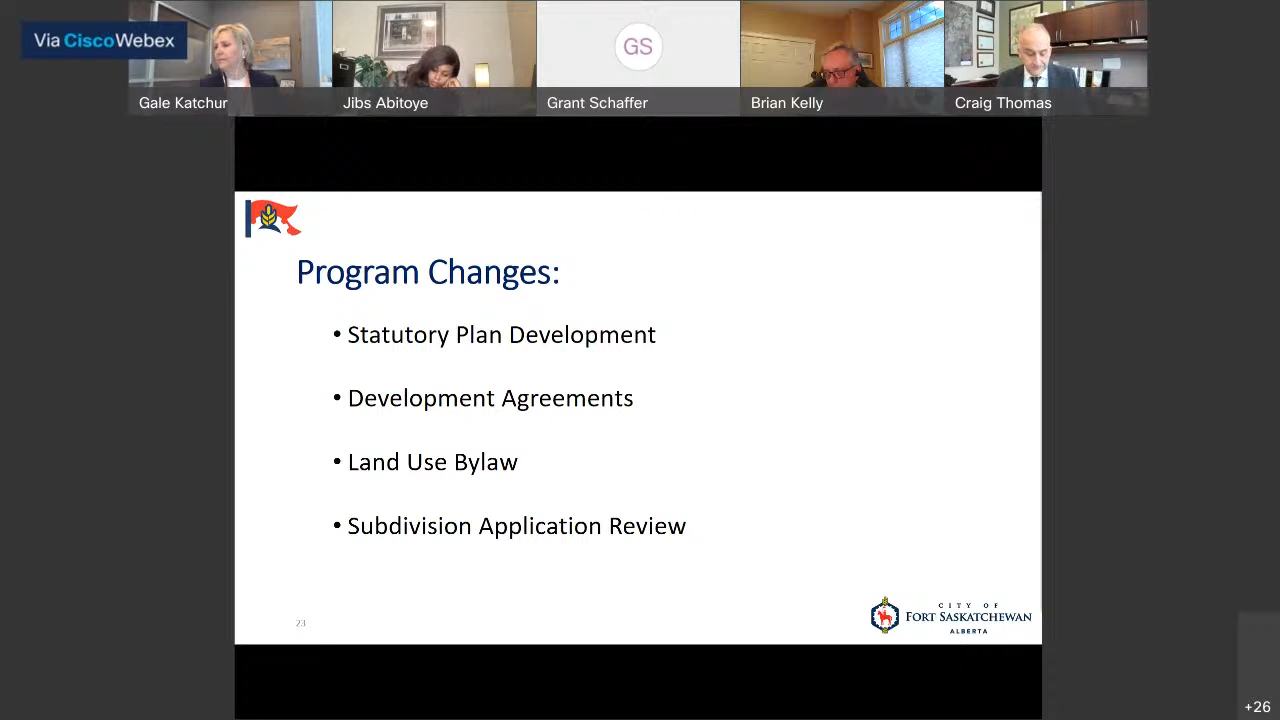 Via CiscoWebex
GS
Gale Katchur
Jibs Abitoye
Grant Schaffer
Brian Kelly
Craig Thomas
Program Changes:
• Statutory Plan Development
• Development Agreements
• Land Use Bylaw
• Subdivision Application Review
23
CITY OF
FORT SASKATCHEWAN
ALBERTA
+26